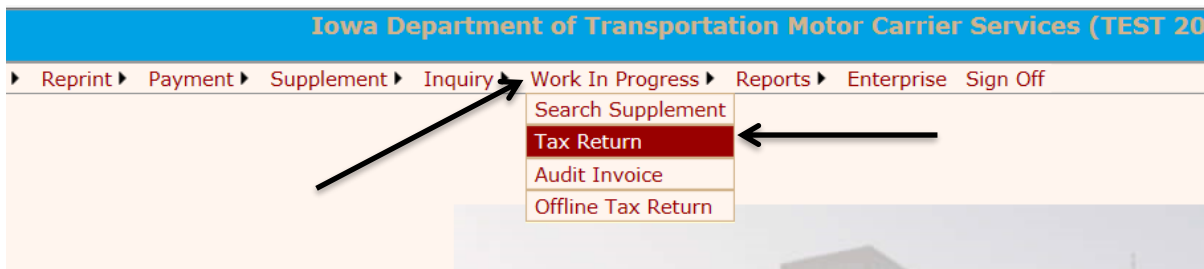 Iowa Department of Transportation Motor Carrier Services (TEST 20
Reprint Payment Supplement Inquiry Work In Progress Reports Enterprise Sign Off
Search Supplement
Tax Return
Audit Invoice
Offline Tax Return